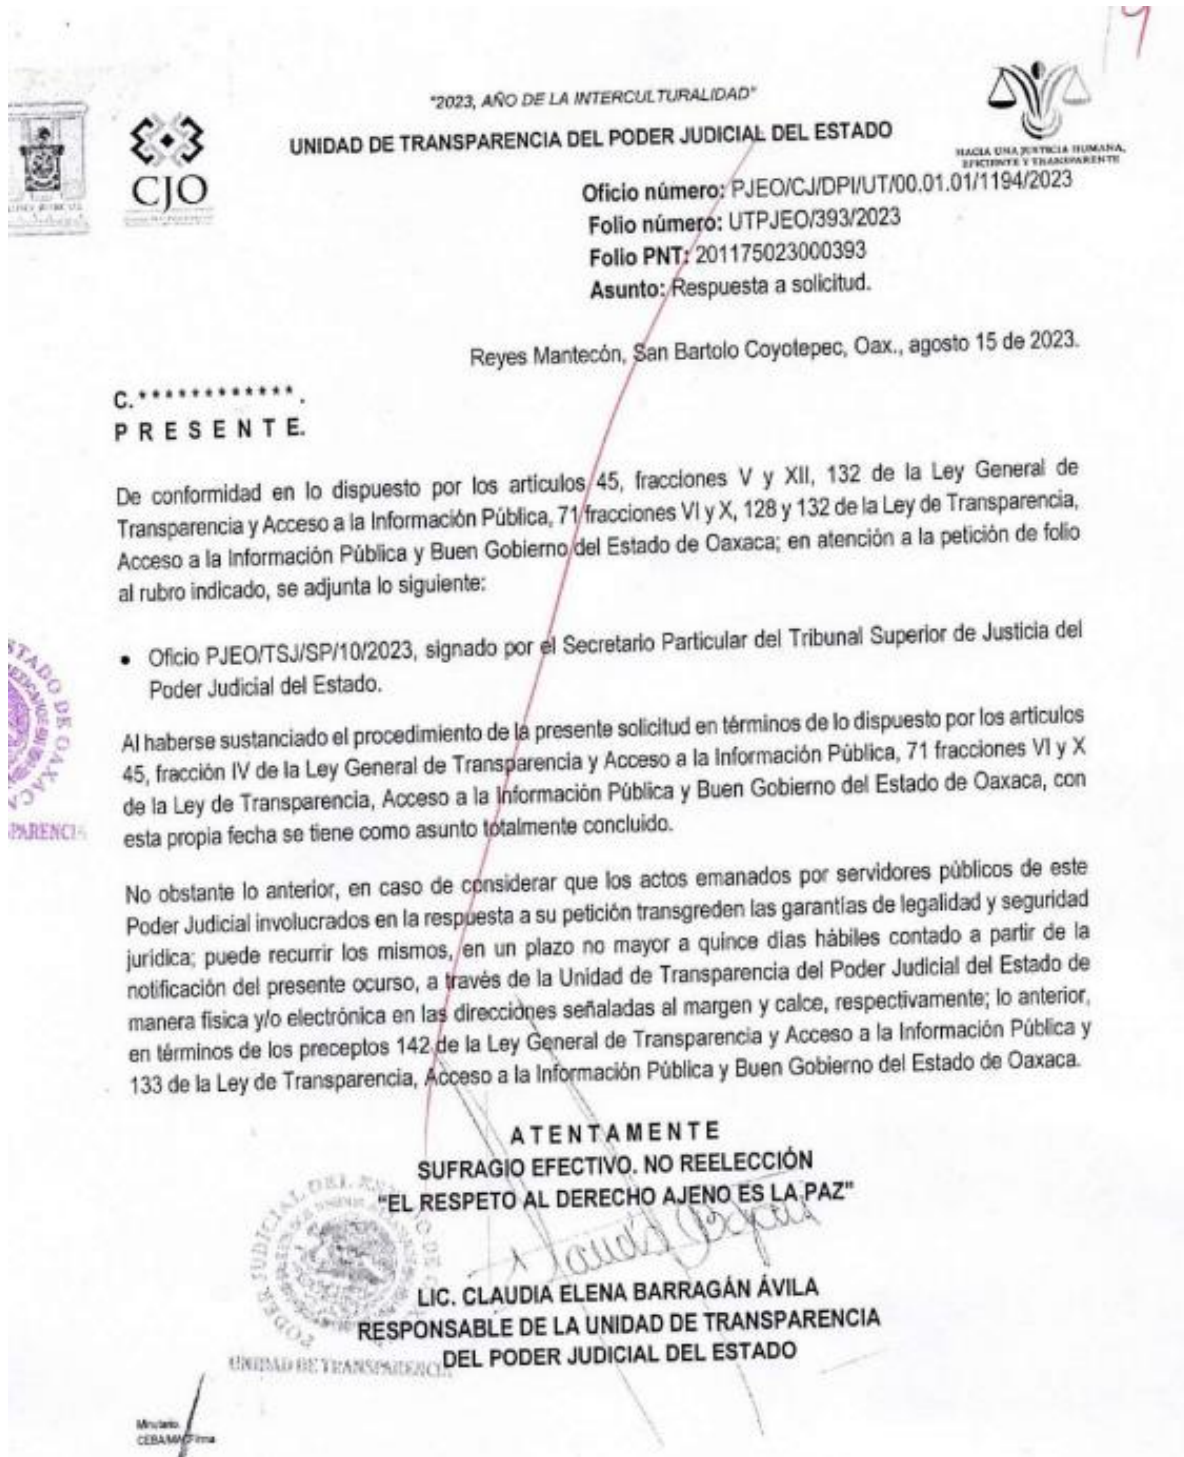 "2023, AÑO DE LA INTERCULTURALIDAD"
UNIDAD DE TRANSPARENCIA DEL PODER JUDICIAL DEL ESTADO
CJO
HACIA UNA JUSTICIA HUMANA,
EFICIENTE Y TRANSPARENTE
Oficio número: PJEO/CJ/DPI/UT/00.01.01/1194/2023
Folio número: UTPJEO/393/2023
Folio PNT: 201175023000393
Asunto: Respuesta a solicitud.
Reyes Mantecón, San Bartolo Coyotepec, Oax., agosto 15 de 2023.
C. ************.
P R E S E N T E.
De conformidad en lo dispuesto por los articulos 45, fracciones V y XII, 132 de la Ley General de
Transparencia y Acceso a la Información Pública, 71 fracciones VI y X, 128 y 132 de la Ley de Transparencia,
Acceso a la Información Pública y Buen Gobierno del Estado de Oaxaca; en atención a la petición de folio
al rubro indicado, se adjunta lo siguiente:
• Oficio PJEO/TSJ/SP/10/2023, signado por el Secretario Particular del Tribunal Superior de Justicia del
Poder Judicial del Estado.
Al haberse sustanciado el procedimiento de la presente solicitud en términos de lo dispuesto por los articulos
45, fracción IV de la Ley General de Transparencia y Acceso a la Información Pública, 71 fracciones VI y X
de la Ley de Transparencia, Acceso a la Información Pública y Buen Gobierno del Estado de Oaxaca, con
esta propia fecha se tiene como asunto totalmente concluido.
No obstante lo anterior, en caso de considerar que los actos emanados por servidores públicos de este
Poder Judicial involucrados en la respuesta a su petición transgreden las garantías de legalidad y seguridad
jurídica; puede recurrir los mismos, en un plazo no mayor a quince días hábiles contado a partir de la
notificación del presente ocurso, a través de la Unidad de Transparencia del Poder Judicial del Estado de
manera física y/o electrónica en las direcciones señaladas al margen y calce, respectivamente; lo anterior,
en términos de los preceptos 142 de la Ley General de Transparencia y Acceso a la Información Pública y
133 de la Ley de Transparencia, Acceso a la Información Pública y Buen Gobierno del Estado de Oaxaca.
A T E N T A M E N T E
SUFRAGIO EFECTIVO. NO REELECCIÓN
"EL RESPETO AL DERECHO AJENO ES LA PAZ"
LIC. CLAUDIA ELENA BARRAGÁN ÁVILA
RESPONSABLE DE LA UNIDAD DE TRANSPARENCIA
DEL PODER JUDICIAL DEL ESTADO
PODER JUDICIAL DEL
UNIDAD DE TRANSPARENCIA
Minutario.